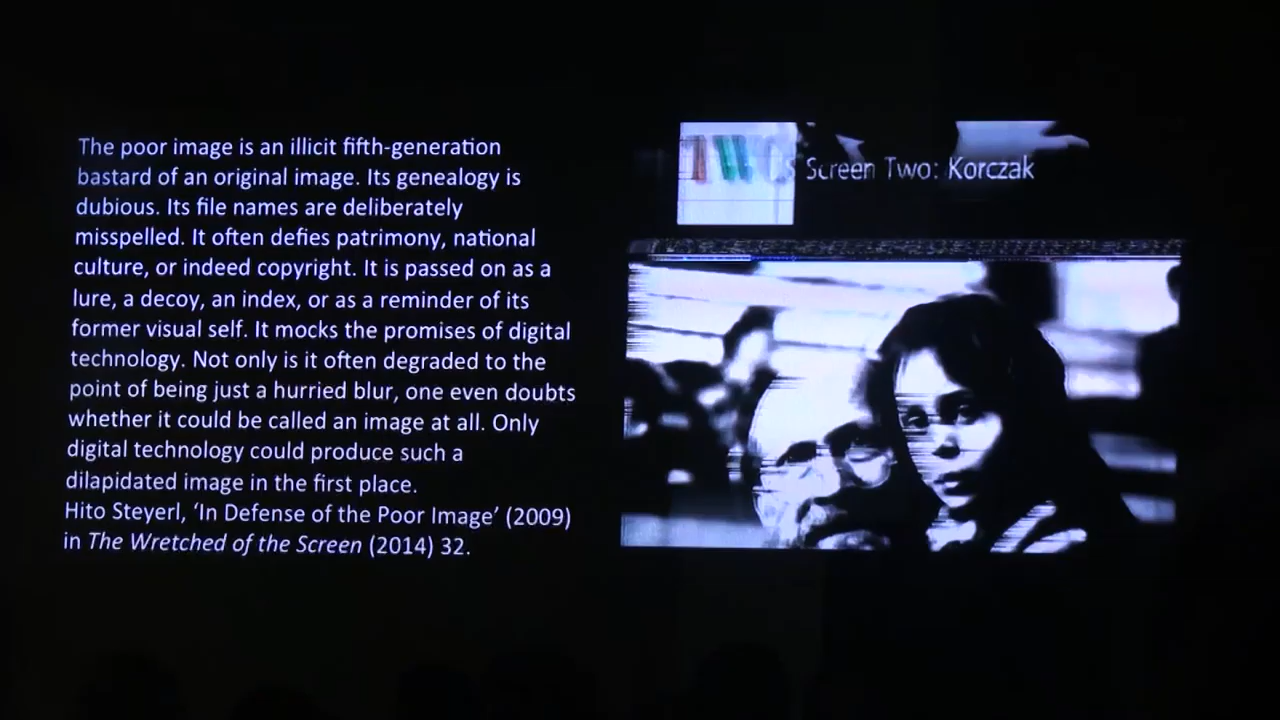 The poor image is an illicit fifth-generation
bastard of an original image. Its genealogy is
dubious. Its file names are deliberately
misspelled. It often defies patrimony, national
culture, or indeed copyright. It is passed on as a
lure, a decoy, an index, or as a reminder of its
former visual self. It mocks the promises of digital
technology. Not only is it often degraded to the
point of being just a hurried blur, one even doubts
whether it could be called an image at all. Only
digital technology could produce such a
dilapidated image in the first place.
Hito Steyerl, ‘In Defense of the Poor Image’ (2009)
in The Wretched of the Screen (2014) 32.
Screen Two: Korczak